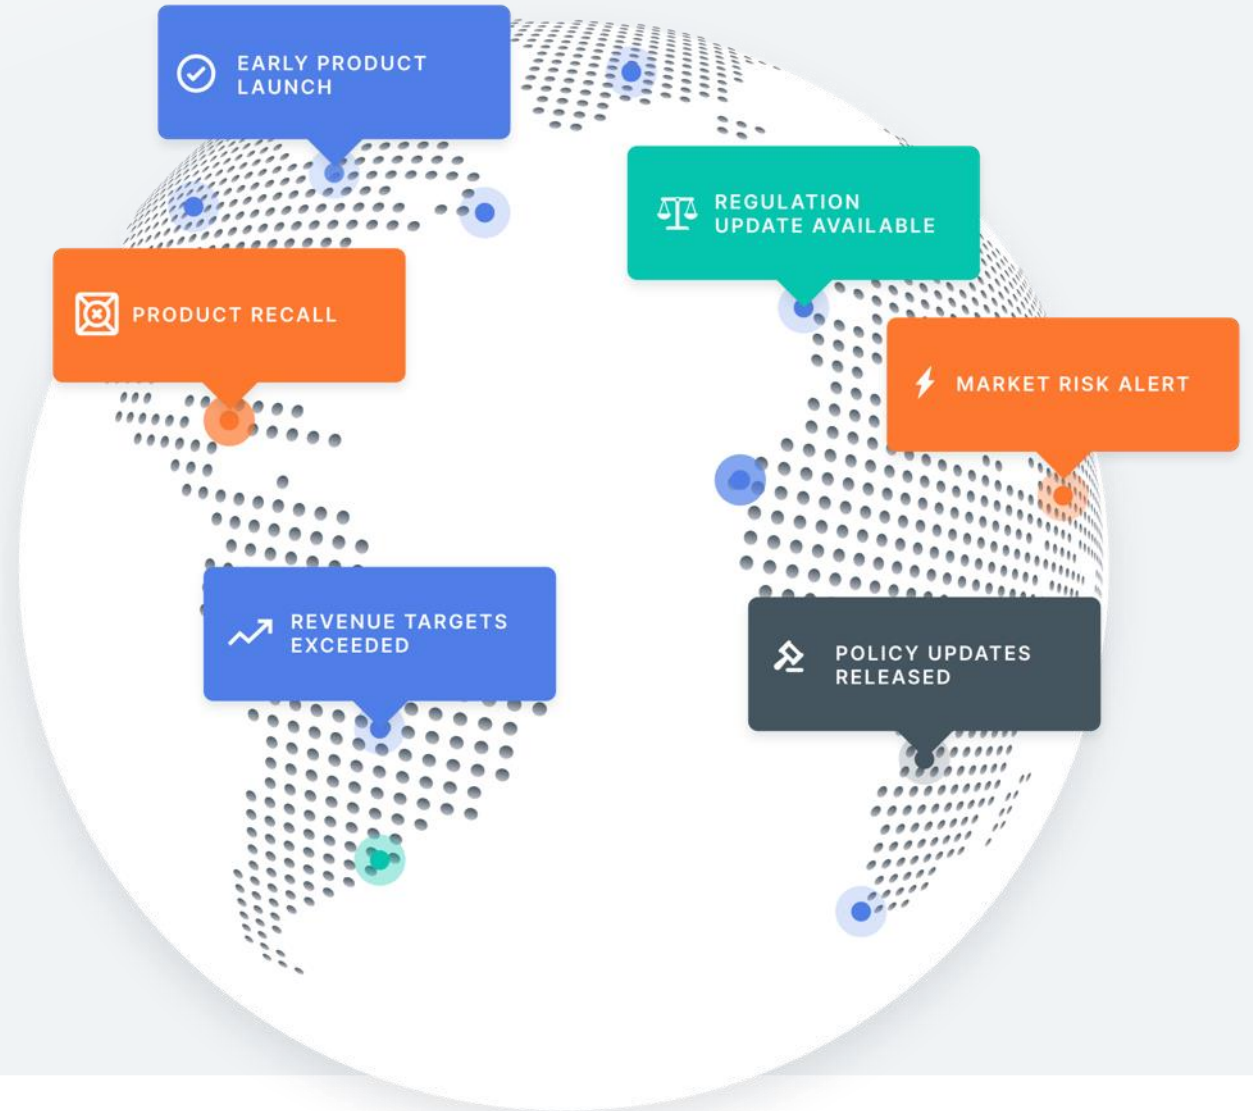 EARLY PRODUCT
LAUNCH
REGULATION
UPDATE AVAILABLE
PRODUCT RECALL
MARKET RISK ALERT
REVENUE TARGETS
EXCEEDED
POLICY UPDATES
RELEASED